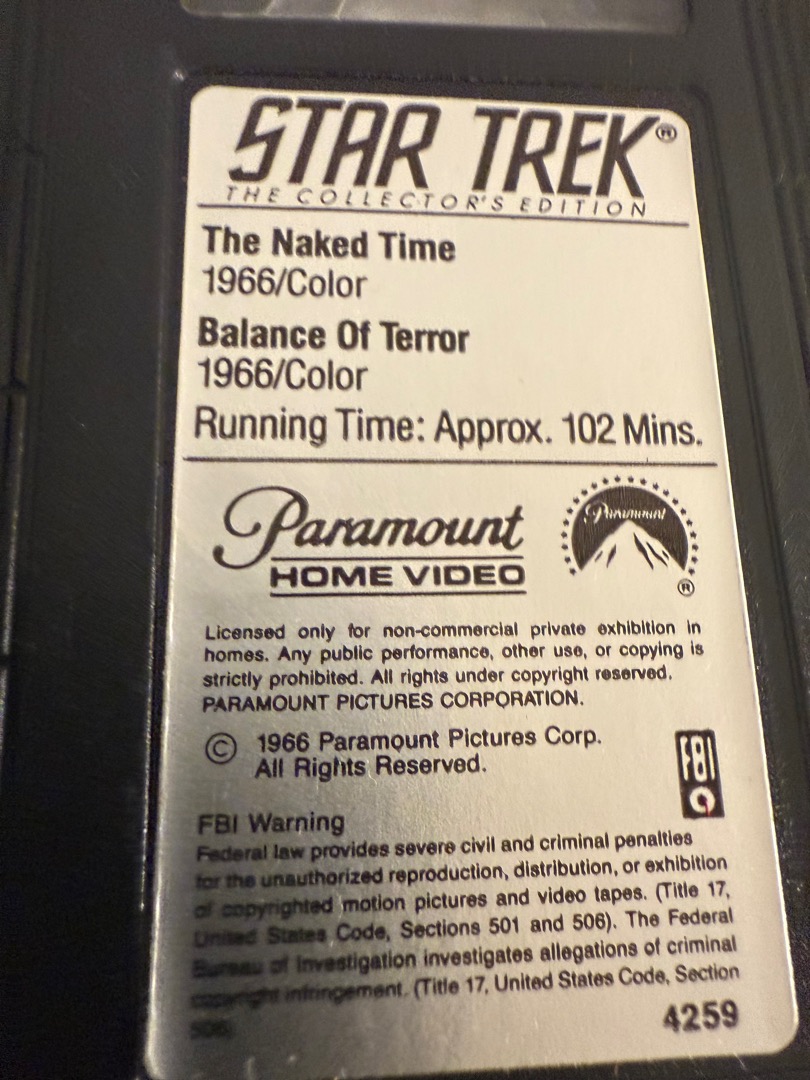 STAR TREK®
THE COLLECTOR'S EDITION
The Naked Time
1966/Color
Balance Of Terror
1966/Color
Running Time: Approx. 102 Mins.
Paramount
HOME VIDEO
Paramount
®
Licensed only for non-commercial private exhibition in
homes. Any public performance, other use, or copying is
strictly prohibited. All rights under copyright reserved.
PARAMOUNT PICTURES CORPORATION.
© 1966 Paramount Pictures Corp.
All Rights Reserved.
FBI
FBI Warning
Federal law provides severe civil and criminal penalties
for the unauthorized reproduction, distribution, or exhibition
of copyrighted motion pictures and video tapes. (Title 17,
United States Code, Sections 501 and 506). The Federal
Bureau of Investigation investigates allegations of criminal
copyright infringement. (Title 17, United States Code, Section
506)
4259